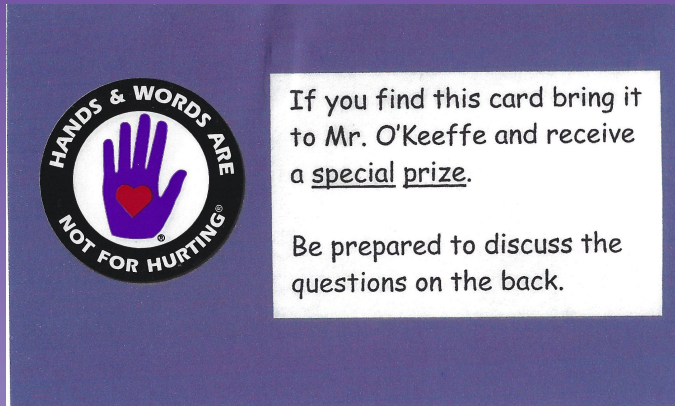 HANDS & WORDS ARE
NOT FOR HURTING®
®
If you find this card bring it
to Mr. O'Keeffe and receive
a special prize.
Be prepared to discuss the
questions on the back.